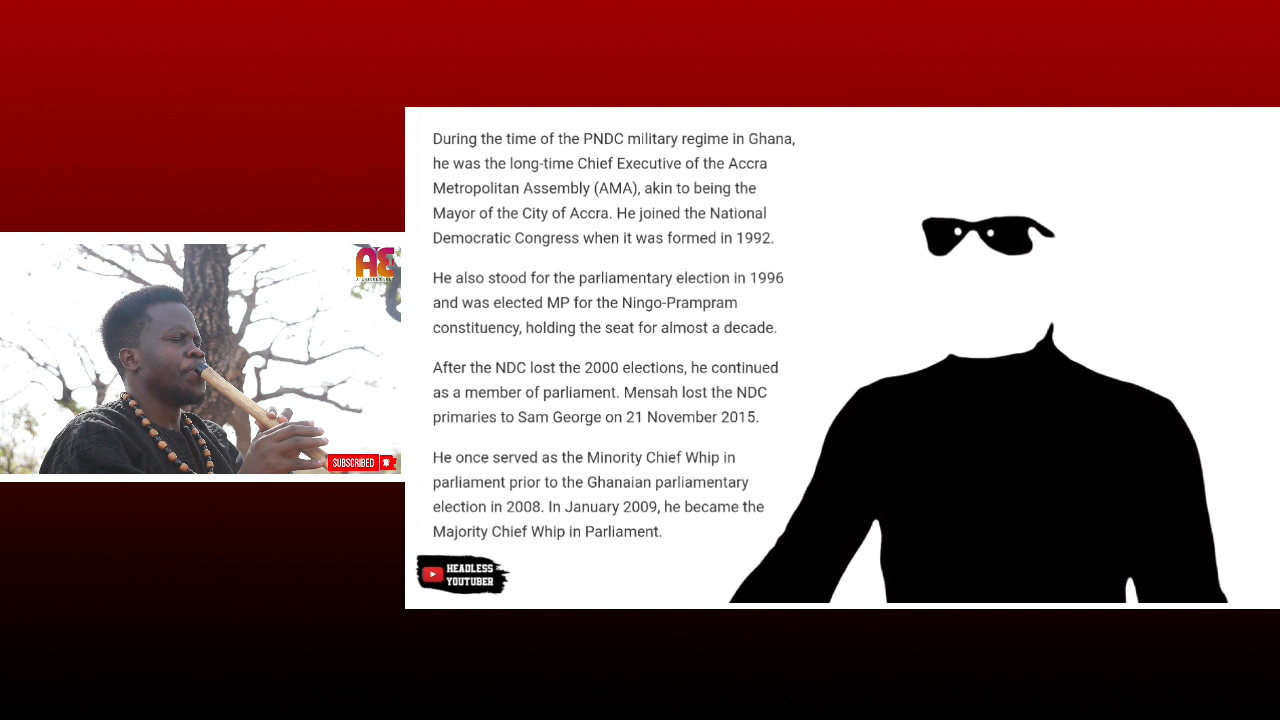 During the time of the PNDC military regime in Ghana,
he was the long-time Chief Executive of the Accra
Metropolitan Assembly (AMA), akin to being the
Mayor of the City of Accra. He joined the National
Democratic Congress when it was formed in 1992.
He also stood for the parliamentary election in 1996
and was elected MP for the Ningo-Prampram
constituency, holding the seat for almost a decade.
After the NDC lost the 2000 elections, he continued
as a member of parliament. Mensah lost the NDC
primaries to Sam George on 21 November 2015.
He once served as the Minority Chief Whip in
parliament prior to the Ghanaian parliamentary
election in 2008. In January 2009, he became the
Majority Chief Whip in Parliament.
HEADLESS
YOUTUBER
AE
SUBSCRIBED